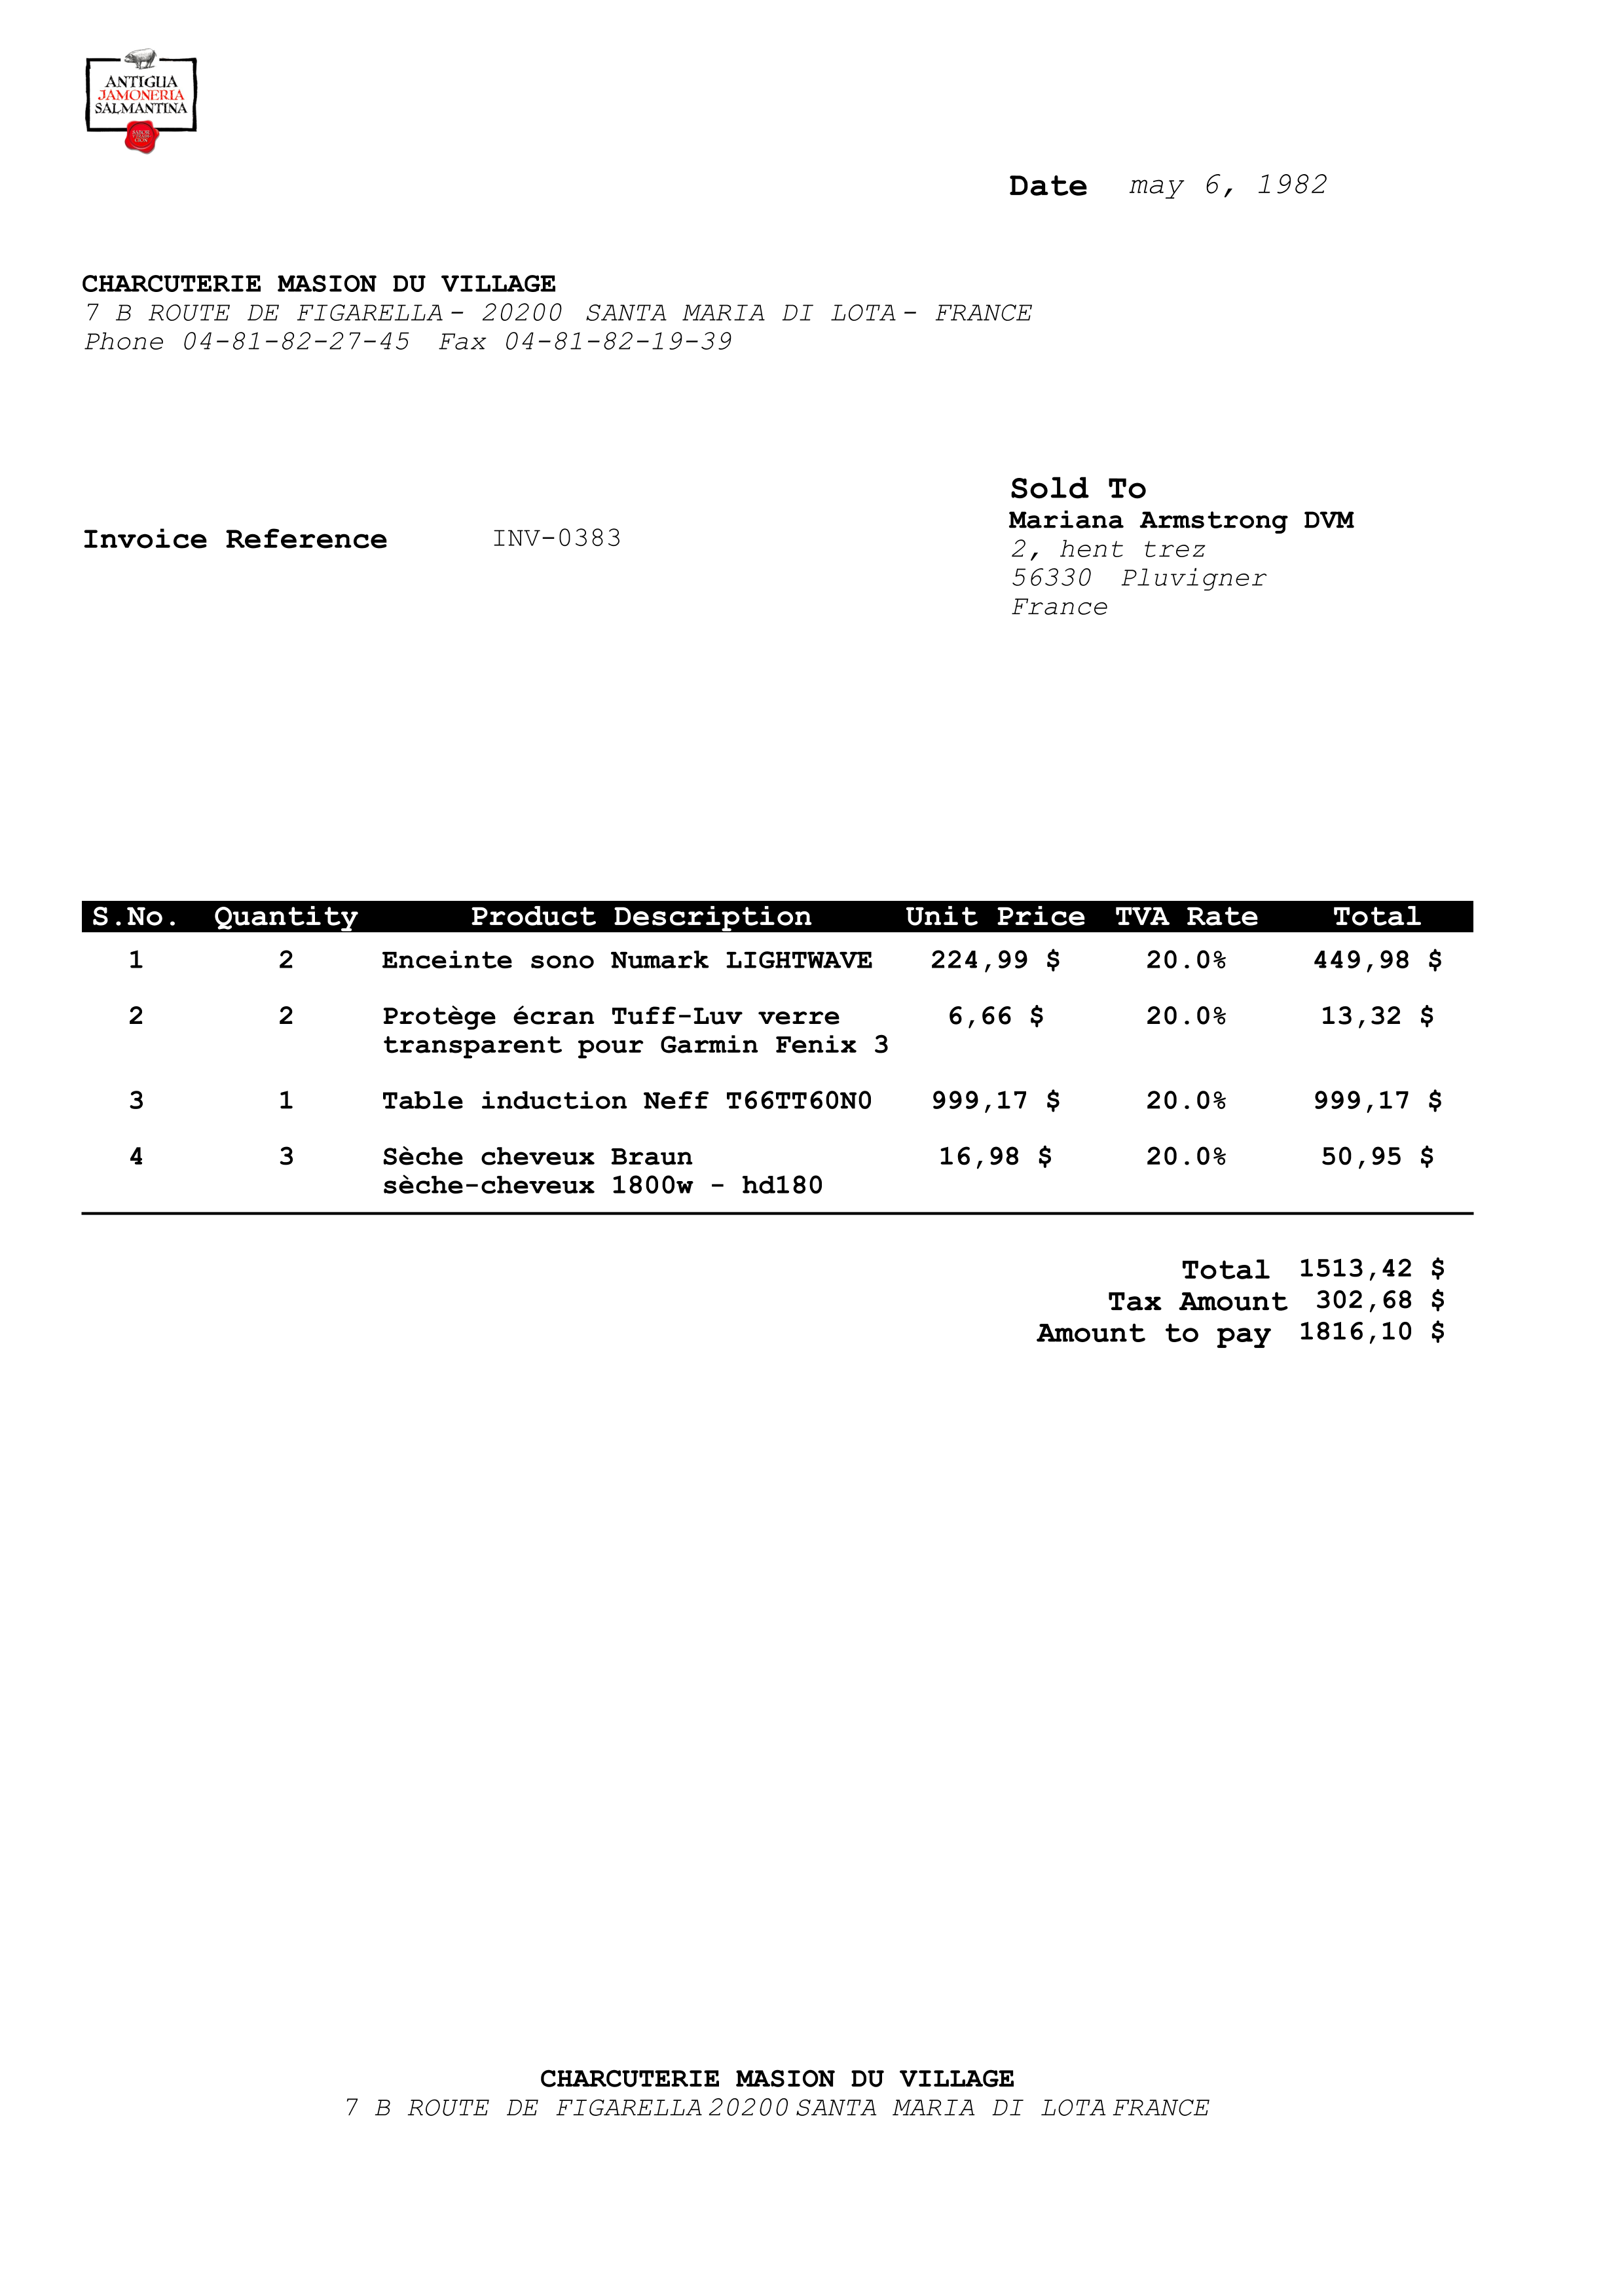 ANTIGUA
JAMONERIA
SALMANTINA
Date may 6, 1982
CHARCUTERIE MASION DU VILLAGE
7 B ROUTE DE FIGARELLA - 20200 SANTA MARIA DI LOTA - FRANCE
Phone 04-81-82-27-45 Fax 04-81-82-19-39
Sold To
Mariana Armstrong DVM
2, hent trez
56330 Pluvigner
France
Invoice Reference INV-0383
S.No. Quantity Product Description Unit Price TVA Rate Total
1 2 Enceinte sono Numark LIGHTWAVE 224,99 $ 20.0% 449,98 $
2 2 Protège écran Tuff-Luv verre 6,66 $ 20.0% 13,32 $
transparent pour Garmin Fenix 3
3 1 Table induction Neff T66TT60N0 999,17 $ 20.0% 999,17 $
4 3 Sèche cheveux Braun 16,98 $ 20.0% 50,95 $
sèche-cheveux 1800w - hd180
Total 1513,42 $
Tax Amount 302,68 $
Amount to pay 1816,10 $
CHARCUTERIE MASION DU VILLAGE
7 B ROUTE DE FIGARELLA 20200 SANTA MARIA DI LOTA FRANCE